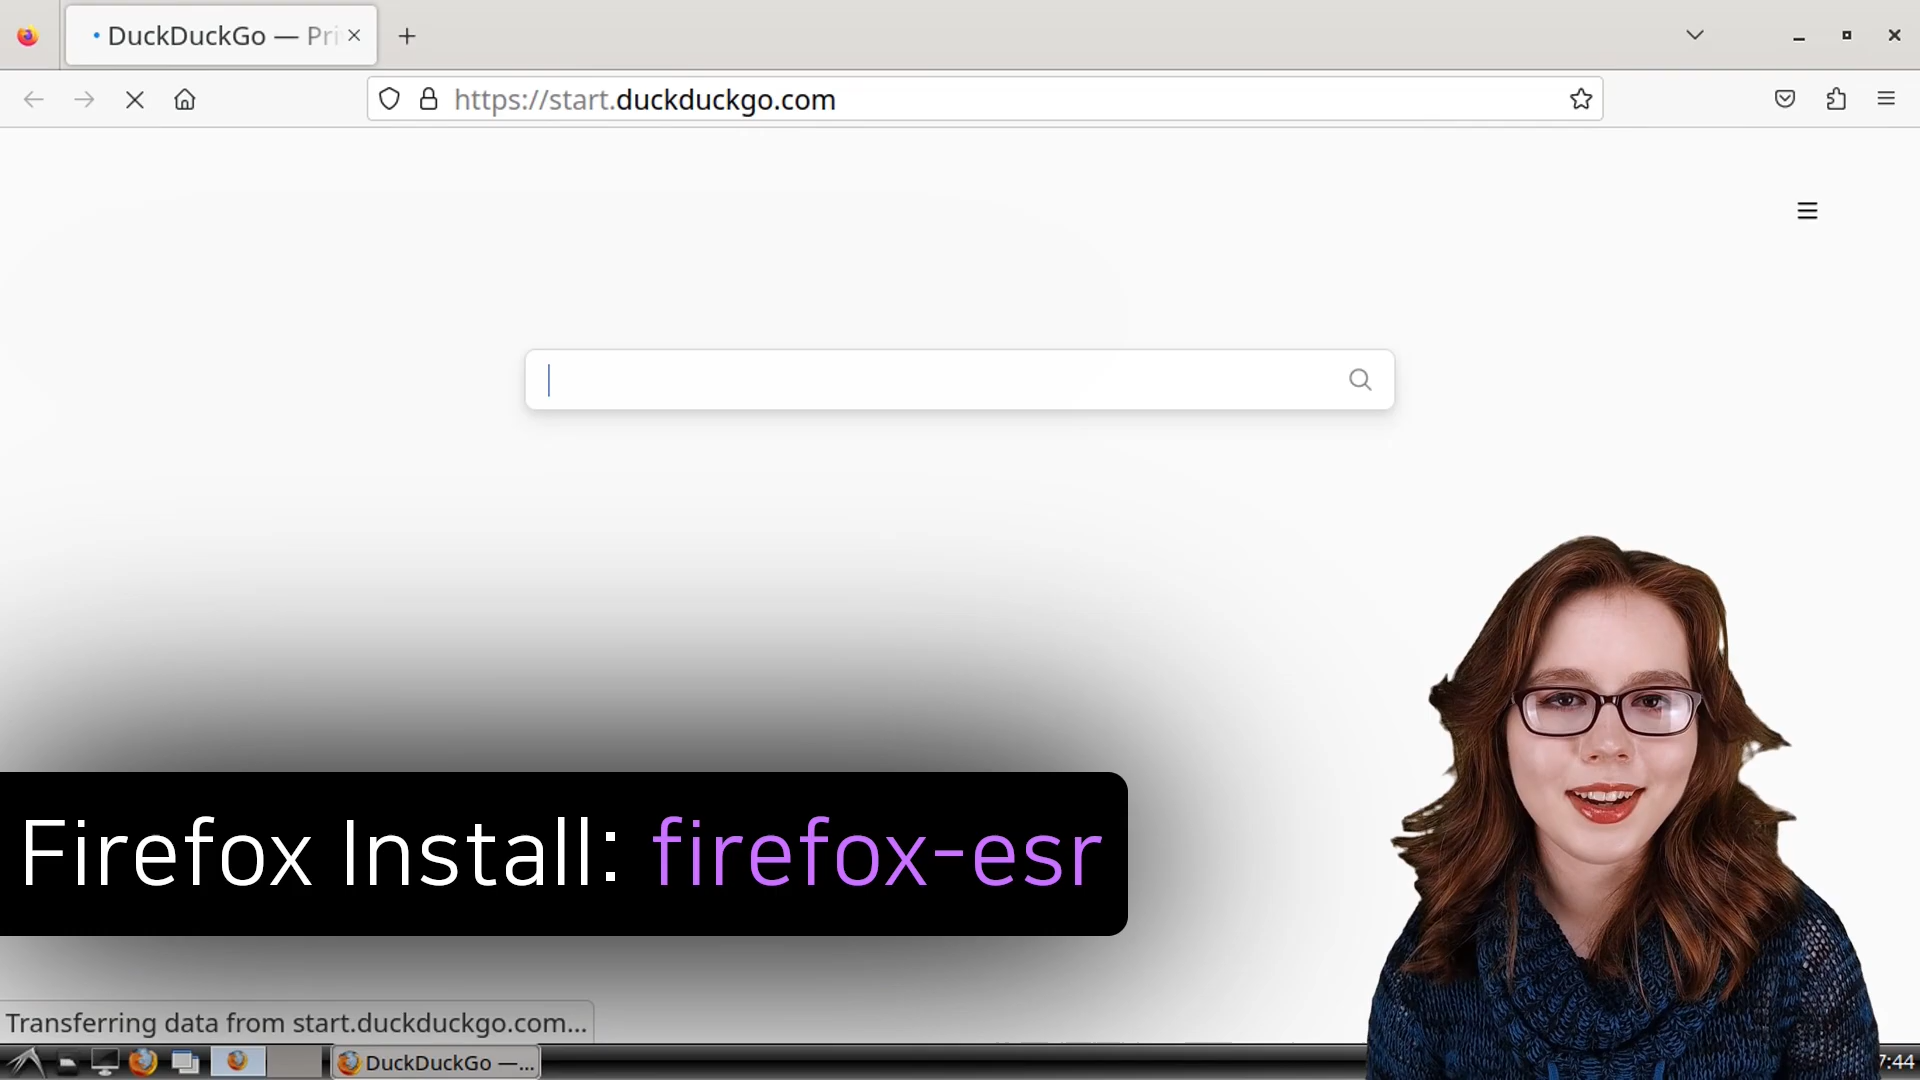 DuckDuckGo — Pri
https://start.duckduckgo.com
Firefox Install: firefox-esr
Transferring data from start.duckduckgo.com...
DuckDuckGo —...
7:44